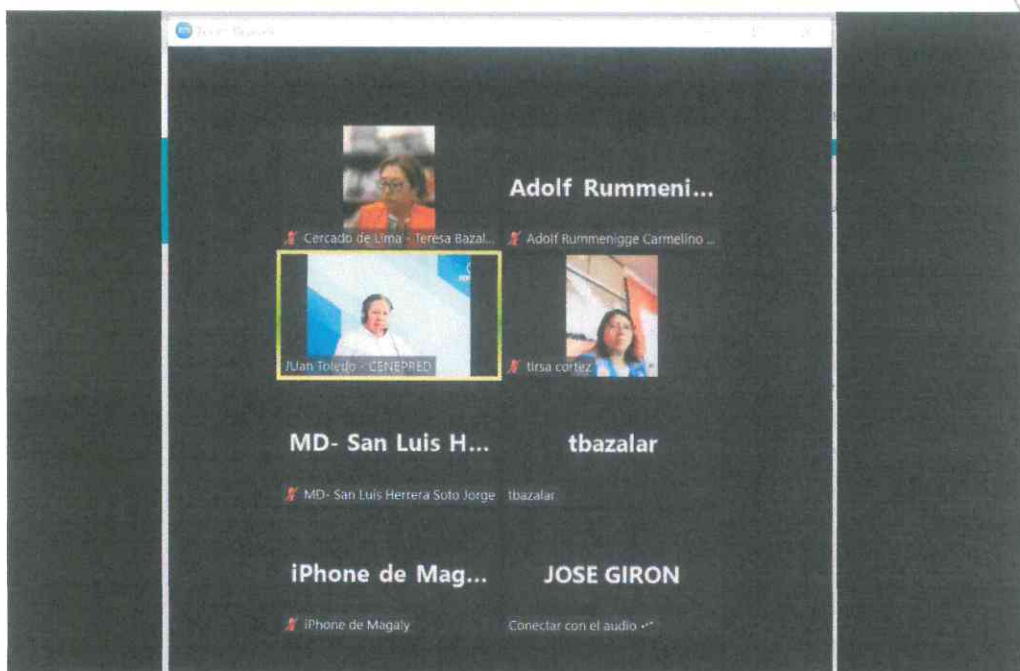 Adolf Rummeni...
Cercado de Lima - Teresa Bazal...
Adolf Rummenigge Carmelino ...
JUan Toledo - CENEPRED
tirsa cortez
MD- San Luis H...
tbazalar
MD- San Luis Herrera Soto Jorge
tbazalar
iPhone de Mag...
JOSE GIRON
iPhone de Magaly
Conectar con el audio